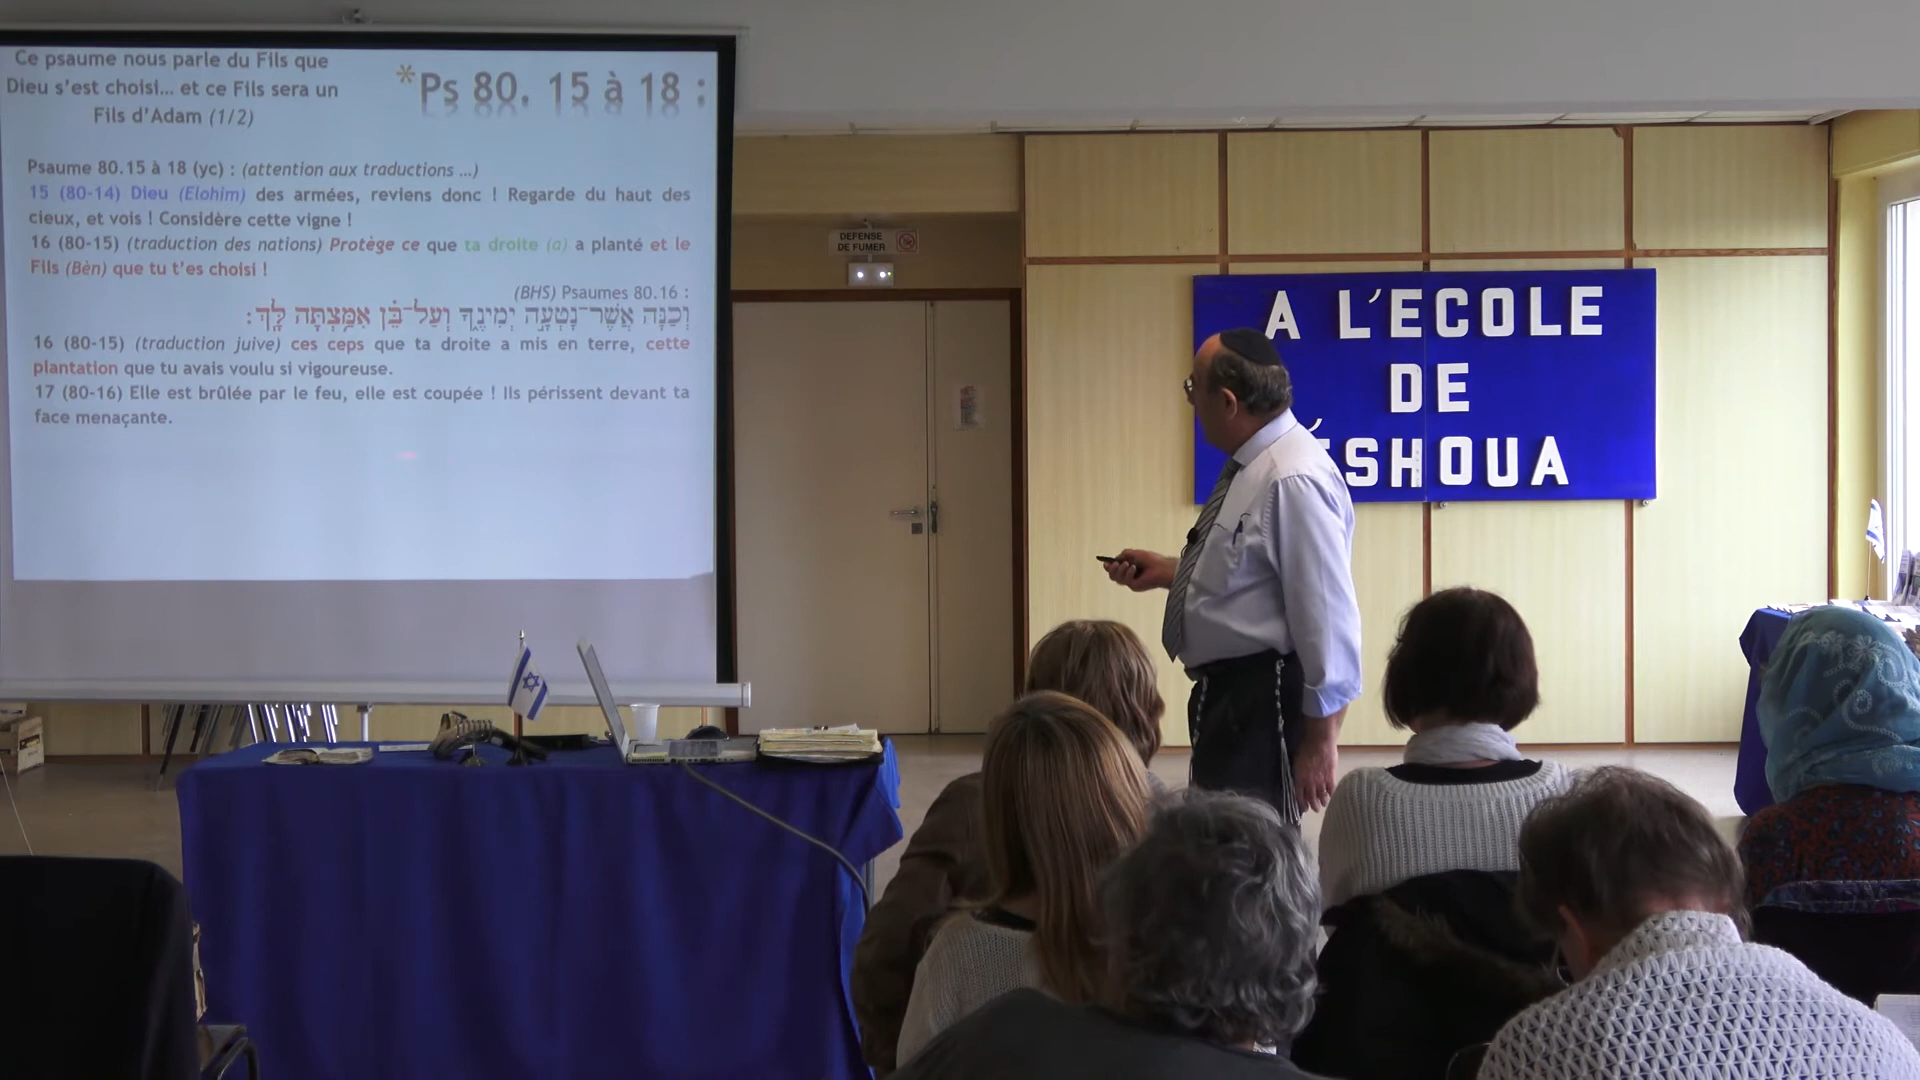 Ce psaume nous parle du Fils que
Dieu s'est choisi... et ce Fils sera un
Fils d'Adam (1/2)
*Ps 80. 15 à 18 :
Psaume 80.15 à 18 (yc) : (attention aux traductions ...)
15 (80-14) Dieu (Elohim) des armées, reviens donc ! Regarde du haut des
cieux, et vois ! Considère cette vigne !
16 (80-15) (traduction des nations) Protège ce que ta droite (a) a planté et le
Fils (Bèn) que tu t'es choisi !
(BHS) Psaumes 80.16 :
וְכַנָּה אֲשֶׁר־נָטְעָה יְמִינֶךָ וְעַל־בֵּן אִמַּצְתָּה לָּךְ׃
16 (80-15) (traduction juive) ces ceps que ta droite a mis en terre, cette
plantation que tu avais voulu si vigoureuse.
17 (80-16) Elle est brûlée par le feu, elle est coupée ! Ils périssent devant ta
face menaçante.
DEFENSE
DE FUMER
A L'ECOLE
DE
ÉSHOUA